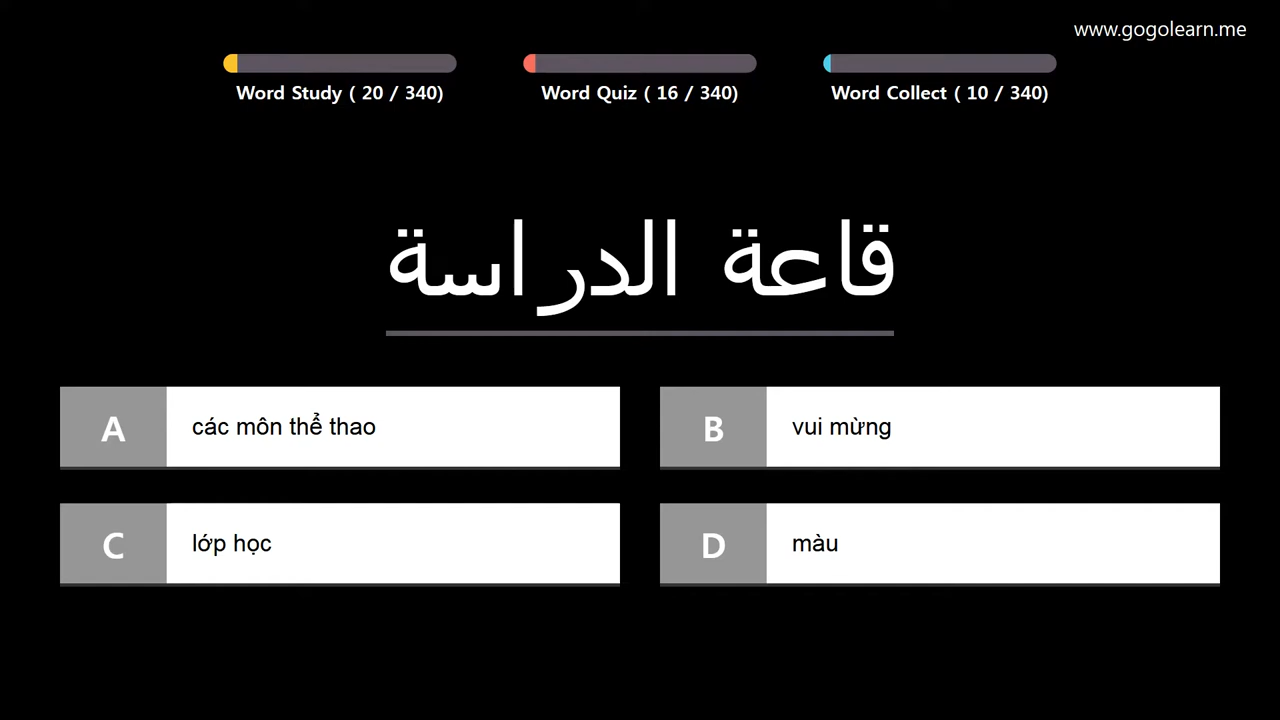 www.gogolearn.me
Word Study ( 20 / 340)
Word Quiz ( 16 / 340)
Word Collect ( 10 / 340)
قاعة الدراسة
A
các môn thể thao
B
vui mừng
C
lớp học
D
màu